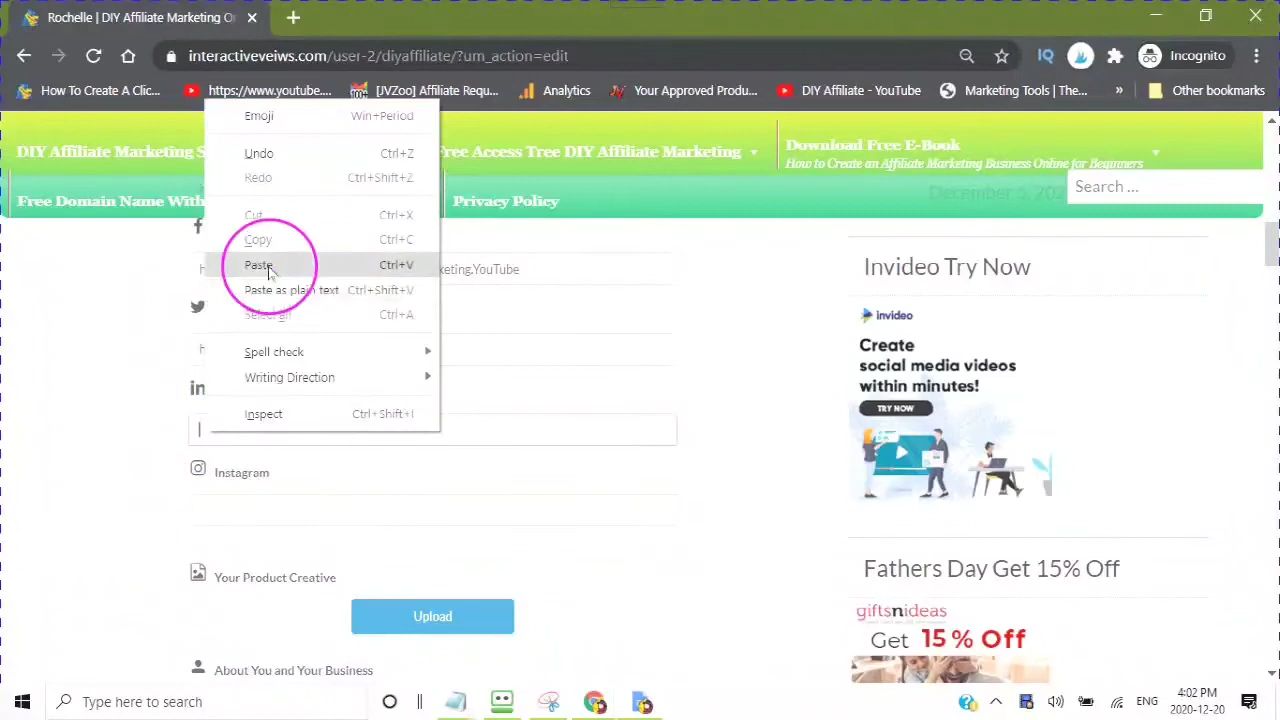 Rochelle | DIY Affiliate Marketing O
interactiveveiws.com/user-2/diyaffiliate/?um_action=edit
Incognito
How To Create A Clic...
https://www.youtube...
100+
[JVZoo] Affiliate Requ...
Analytics
Your Approved Produ...
DIY Affiliate - YouTube
Marketing Tools | The...
»
Other bookmarks
DIY Affiliate Marketing S
Free Access Tree DIY Affiliate Marketing
Download Free E-Book
How to Create an Affiliate Marketing Business Online for Beginners
Free Domain Name With
Privacy Policy
December 5, 202
Search ...
Emoji Win+Period
Undo Ctrl+Z
Redo Ctrl+Shift+Z
Cut Ctrl+X
Copy Ctrl+C
Paste Ctrl+V
Paste as plain text Ctrl+Shift+V
Select all Ctrl+A
Spell check
Writing Direction
Inspect Ctrl+Shift+I
h
keting.YouTube
h
Instagram
Your Product Creative
Upload
About You and Your Business
Invideo Try Now
invideo
Create
social media videos
within minutes!
TRY NOW
Fathers Day Get 15% Off
giftsnideas
Get 15% Off
Type here to search
ENG
4:02 PM
2020-12-20